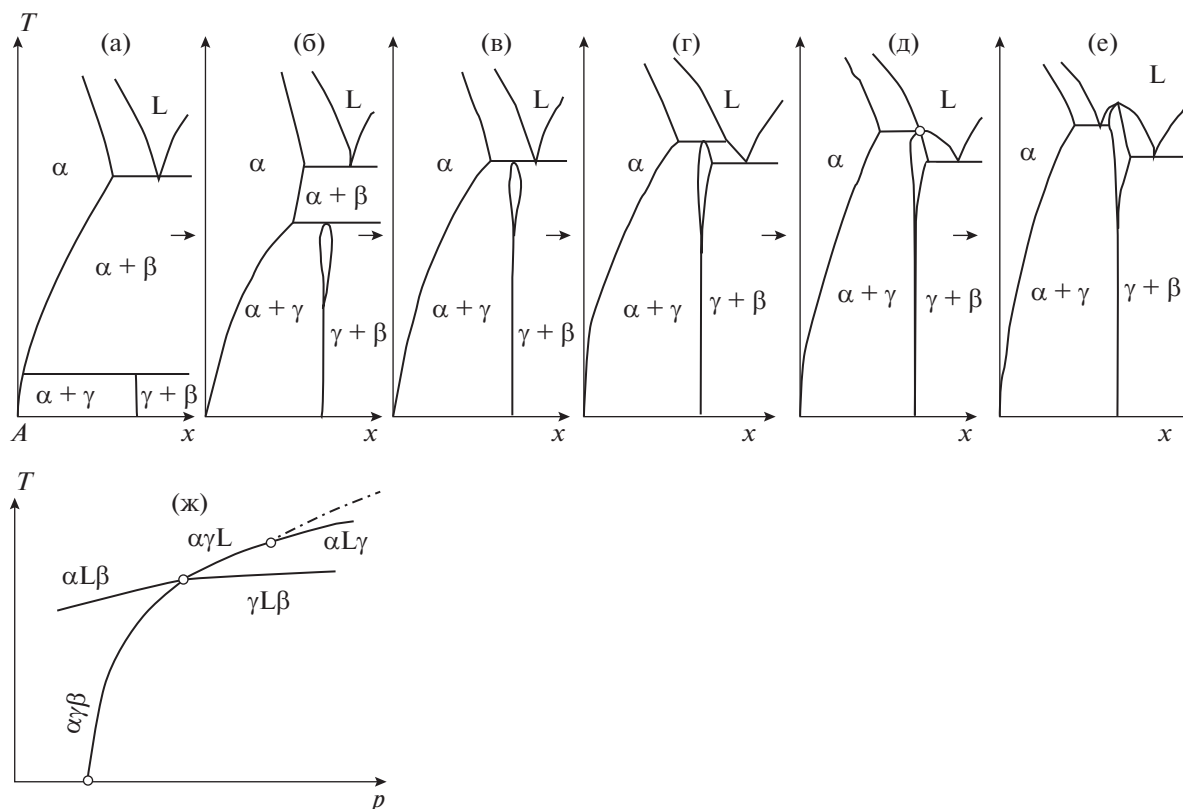 T
(а) (б) (в) (г) (д) (е)
L L L L L L
α α α α α α
α + β
α + β
α + γ γ + β
α + γ γ + β
α + γ γ + β
α + γ γ + β
α + γ γ + β
α + γ γ + β
A x x x x x x
T
(ж)
αγL
αLγ
αLβ
γLβ
αγβ
p